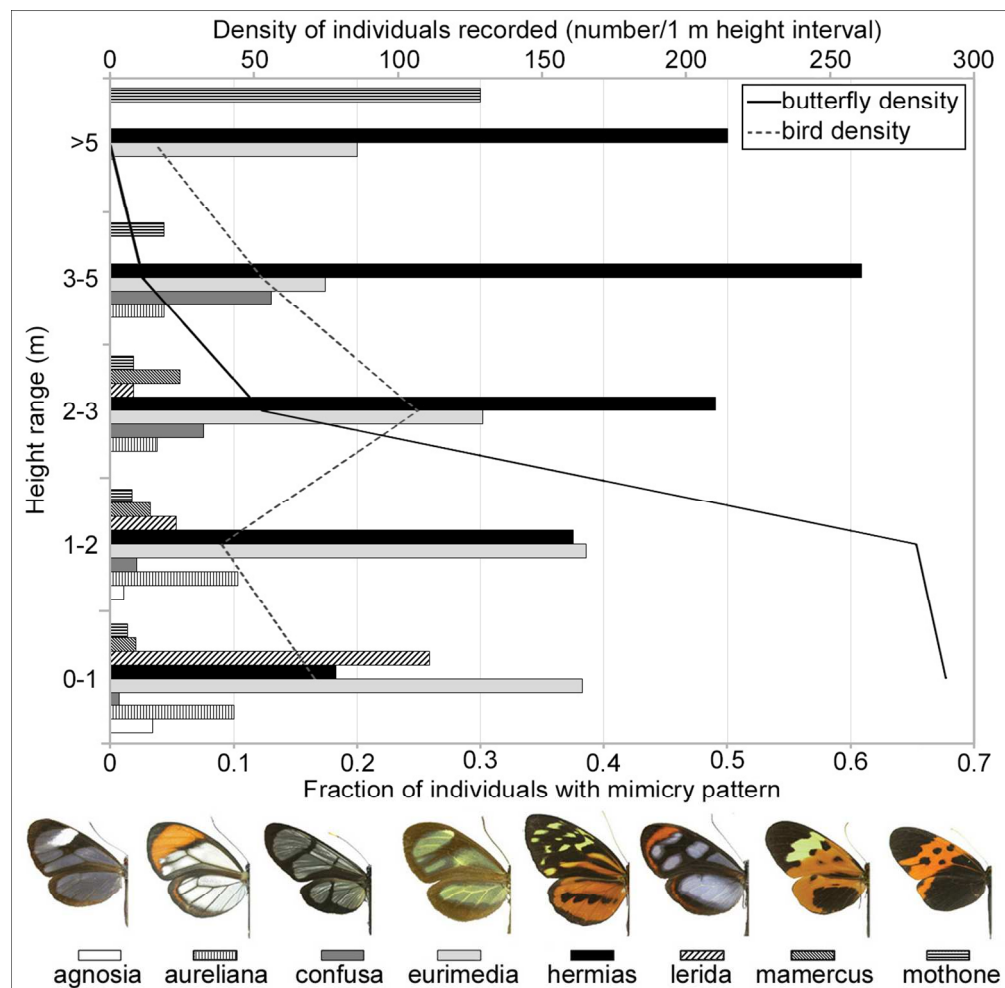 Density of individuals recorded (number/1 m height interval)
0 50 100 150 200 250 300
butterfly density
bird density
Height range (m)
>5
3-5
2-3
1-2
0-1
0 0.1 0.2 0.3 0.4 0.5 0.6 0.7
Fraction of individuals with mimicry pattern
agnosia aureliana confusa eurimedia hermias lerida mamercus mothone